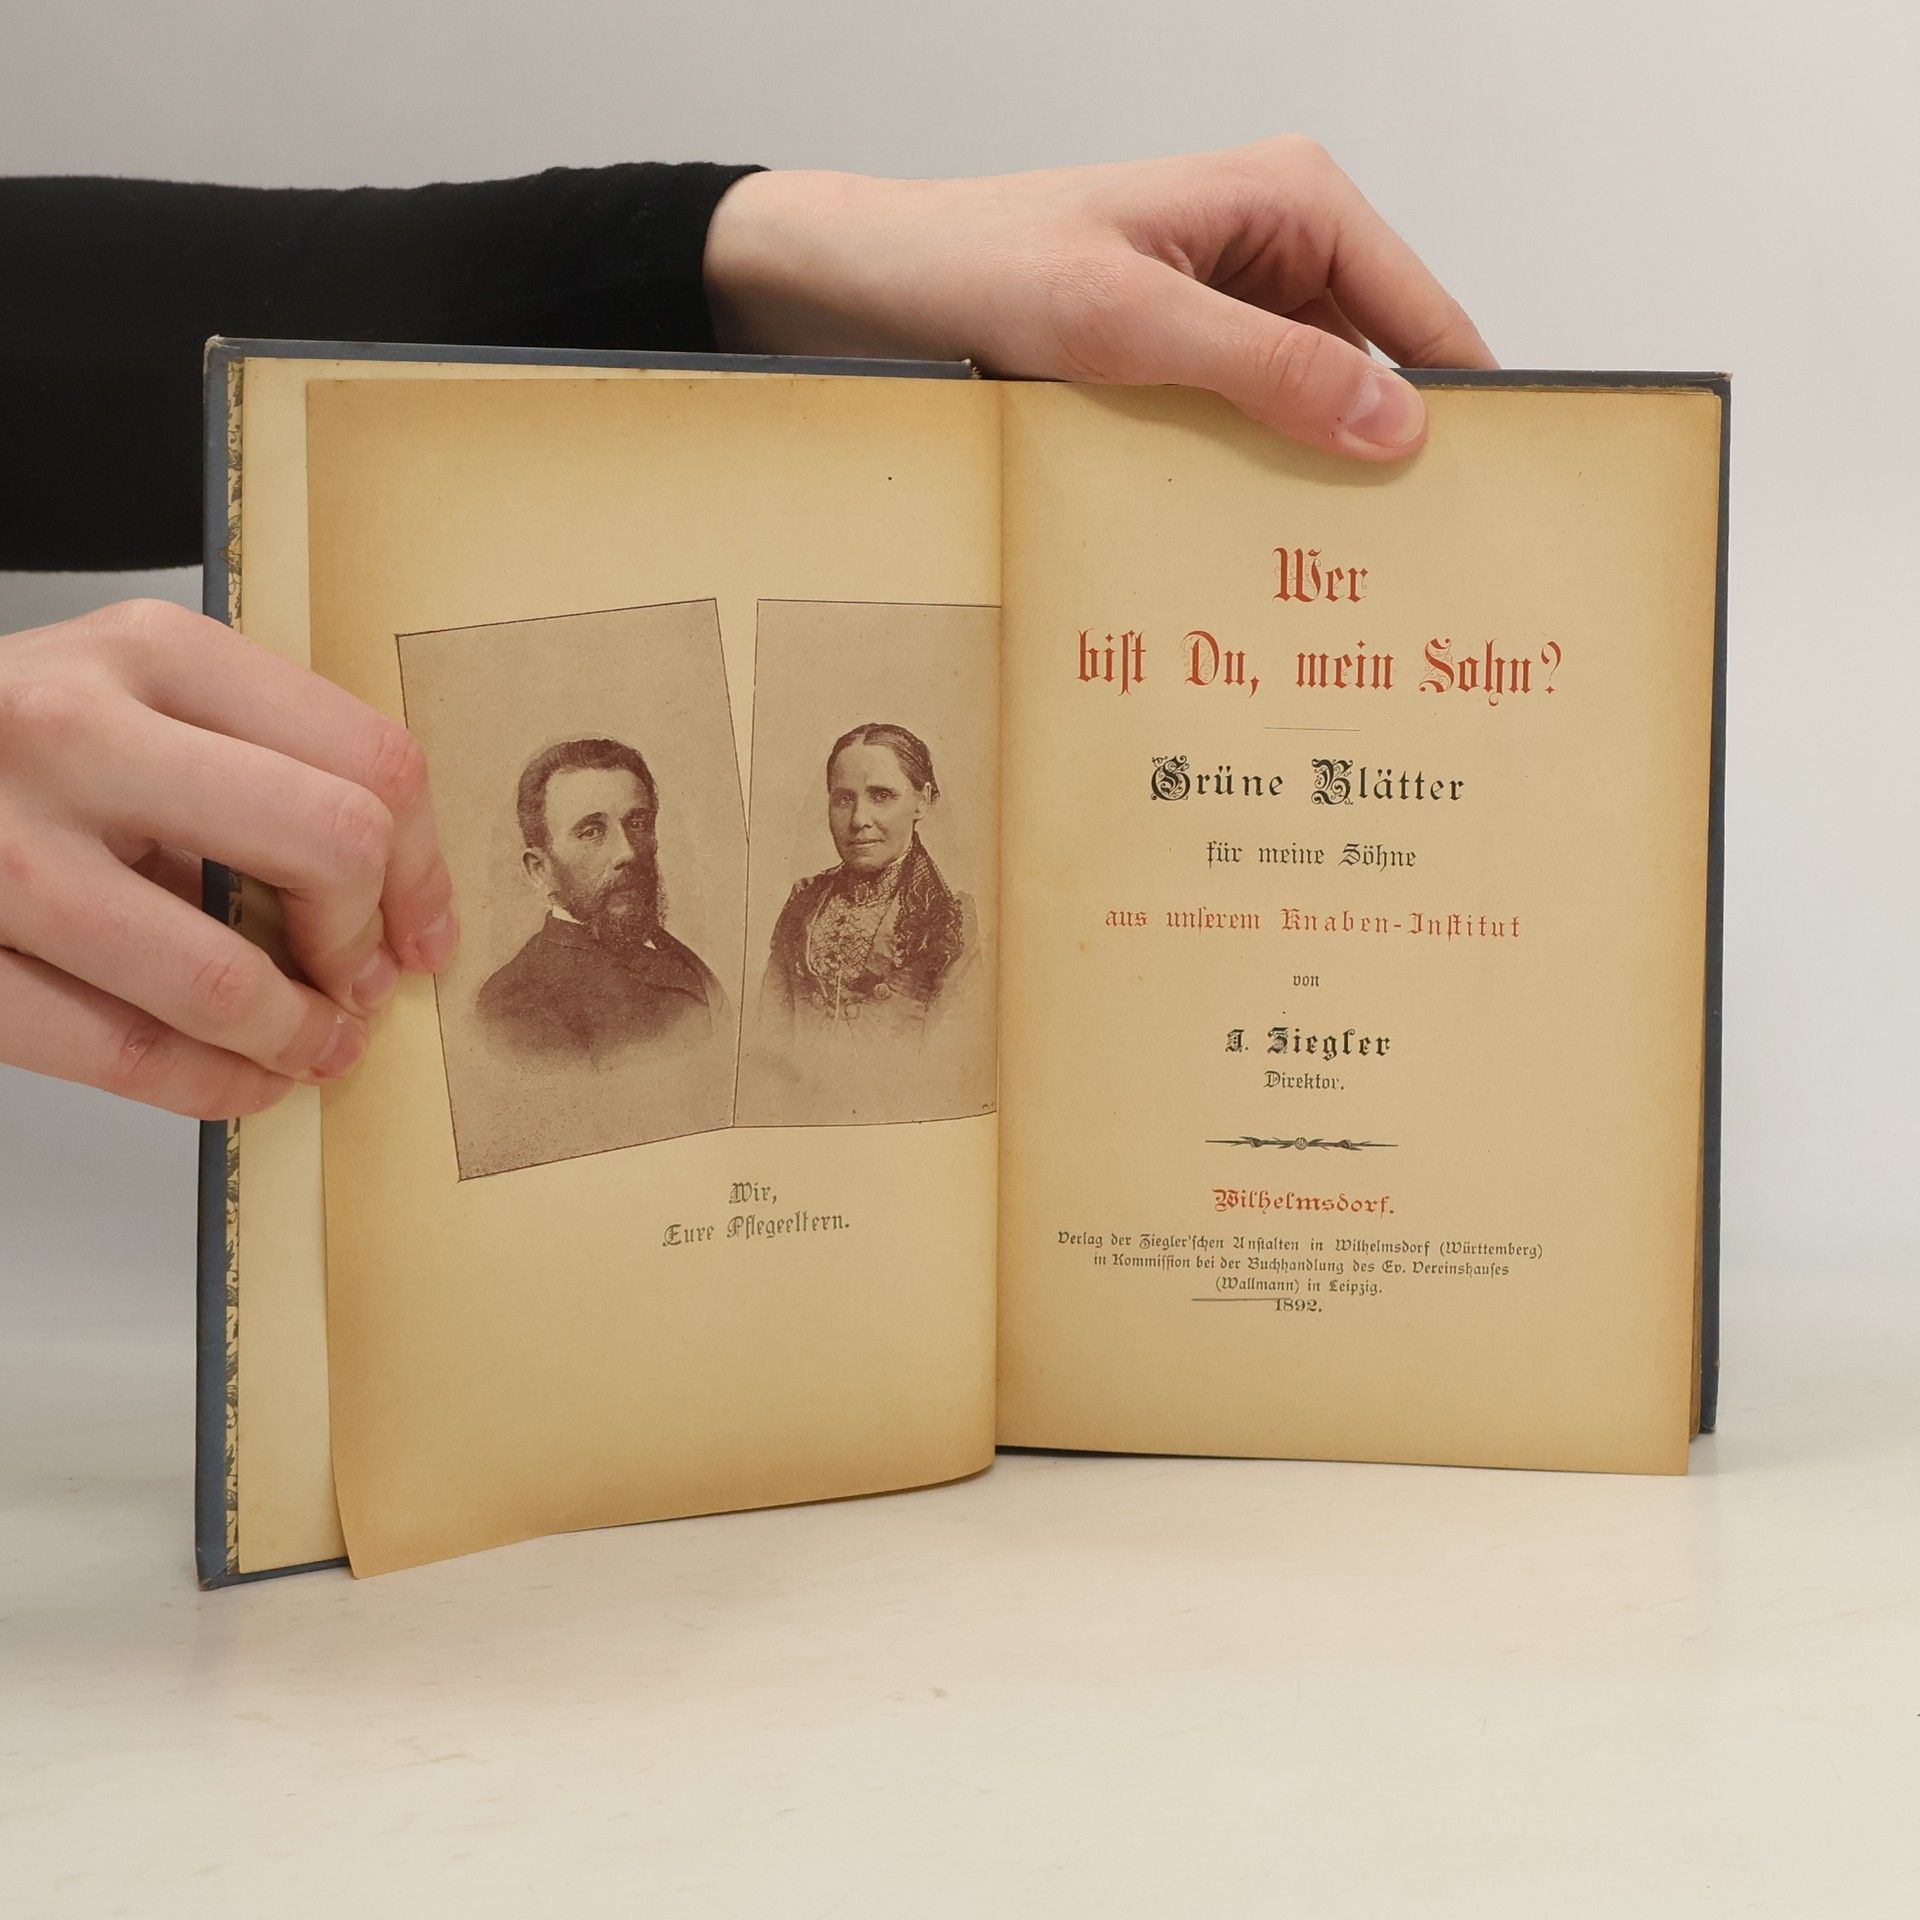 Wir,
Eure Pflegeeltern.
Wer
bist Du, mein Sohn?
Grüne Blätter
für meine Söhne
aus unserem Knaben-Institut
von
J. Ziegler
Direktor.
Wilhelmsdorf.
Verlag der Ziegler'schen Anstalten in Wilhelmsdorf (Württemberg)
in Kommission bei der Buchhandlung des Ev. Vereinshauses
(Wallmann) in Leipzig.
1892.